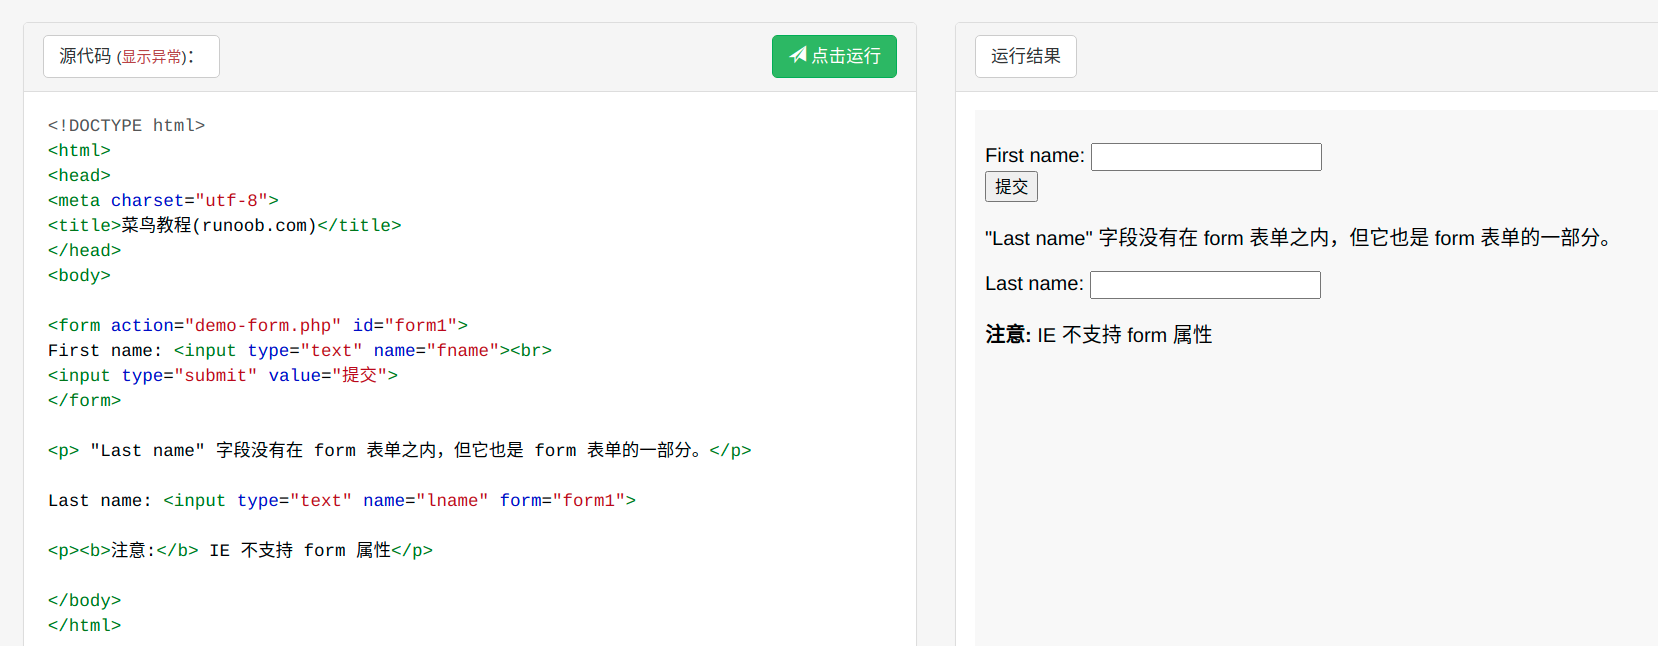 源代码 (显示异常)：
点击运行
<!DOCTYPE html>
<html>
<head>
<meta charset="utf-8">
<title>菜鸟教程(runoob.com)</title>
</head>
<body>
<form action="demo-form.php" id="form1">
First name: <input type="text" name="fname"><br>
<input type="submit" value="提交">
</form>
<p> "Last name" 字段没有在 form 表单之内，但它也是 form 表单的一部分。</p>
Last name: <input type="text" name="lname" form="form1">
<p><b>注意:</b> IE 不支持 form 属性</p>
</body>
</html>
运行结果
First name:
提交
"Last name" 字段没有在 form 表单之内，但它也是 form 表单的一部分。
Last name:
注意: IE 不支持 form 属性